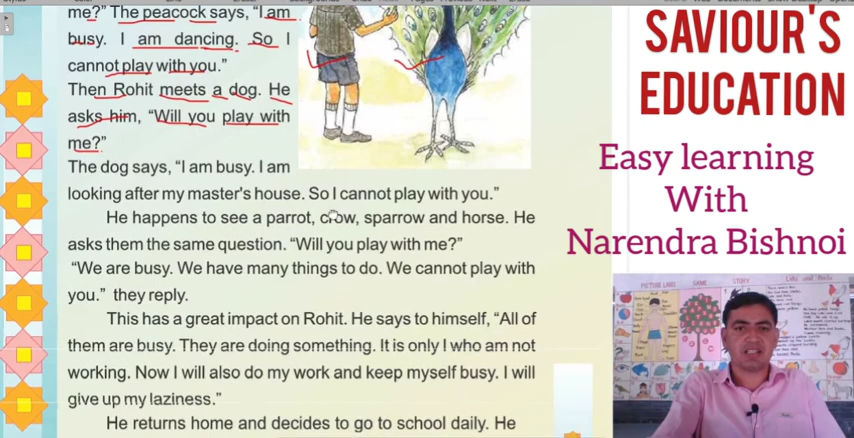 me?" The peacock says, "I am
busy. I am dancing. So I
cannot play with you."
Then Rohit meets a dog. He
asks him, "Will you play with
me?"
The dog says, "I am busy. I am
looking after my master's house. So I cannot play with you."
He happens to see a parrot, crow, sparrow and horse. He
asks them the same question. "Will you play with me?"
"We are busy. We have many things to do. We cannot play with
you." they reply.
This has a great impact on Rohit. He says to himself, "All of
them are busy. They are doing something. It is only I who am not
working. Now I will also do my work and keep myself busy. I will
give up my laziness."
He returns home and decides to go to school daily. He
SAVIOUR'S
EDUCATION
Easy learning
With
Narendra Bishnoi
PICTURE LAND GAME STORY